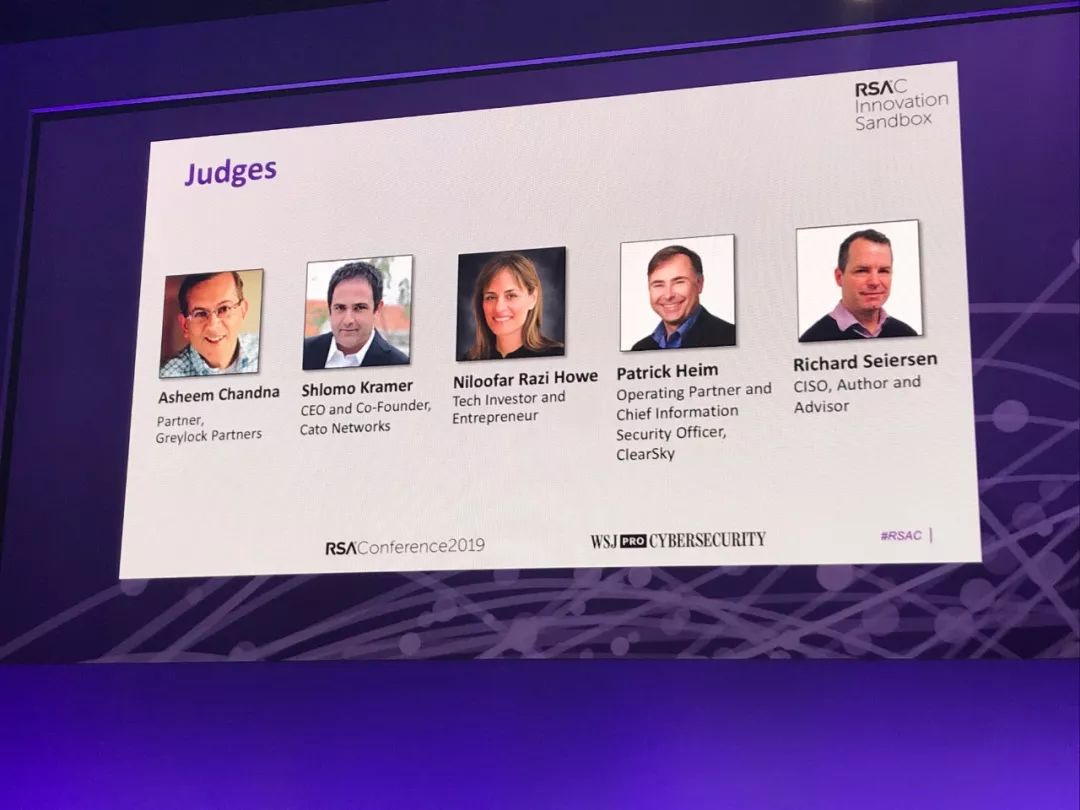 RSAC
Innovation
Sandbox
Judges
Asheem Chandna
Partner,
Greylock Partners
Shlomo Kramer
CEO and Co-Founder,
Cato Networks
Niloofar Razi Howe
Tech Investor and
Entrepreneur
Patrick Heim
Operating Partner and
Chief Information
Security Officer,
ClearSky
Richard Seiersen
CISO, Author and
Advisor
RSAConference2019
WSJ PRO CYBERSECURITY
#RSAC